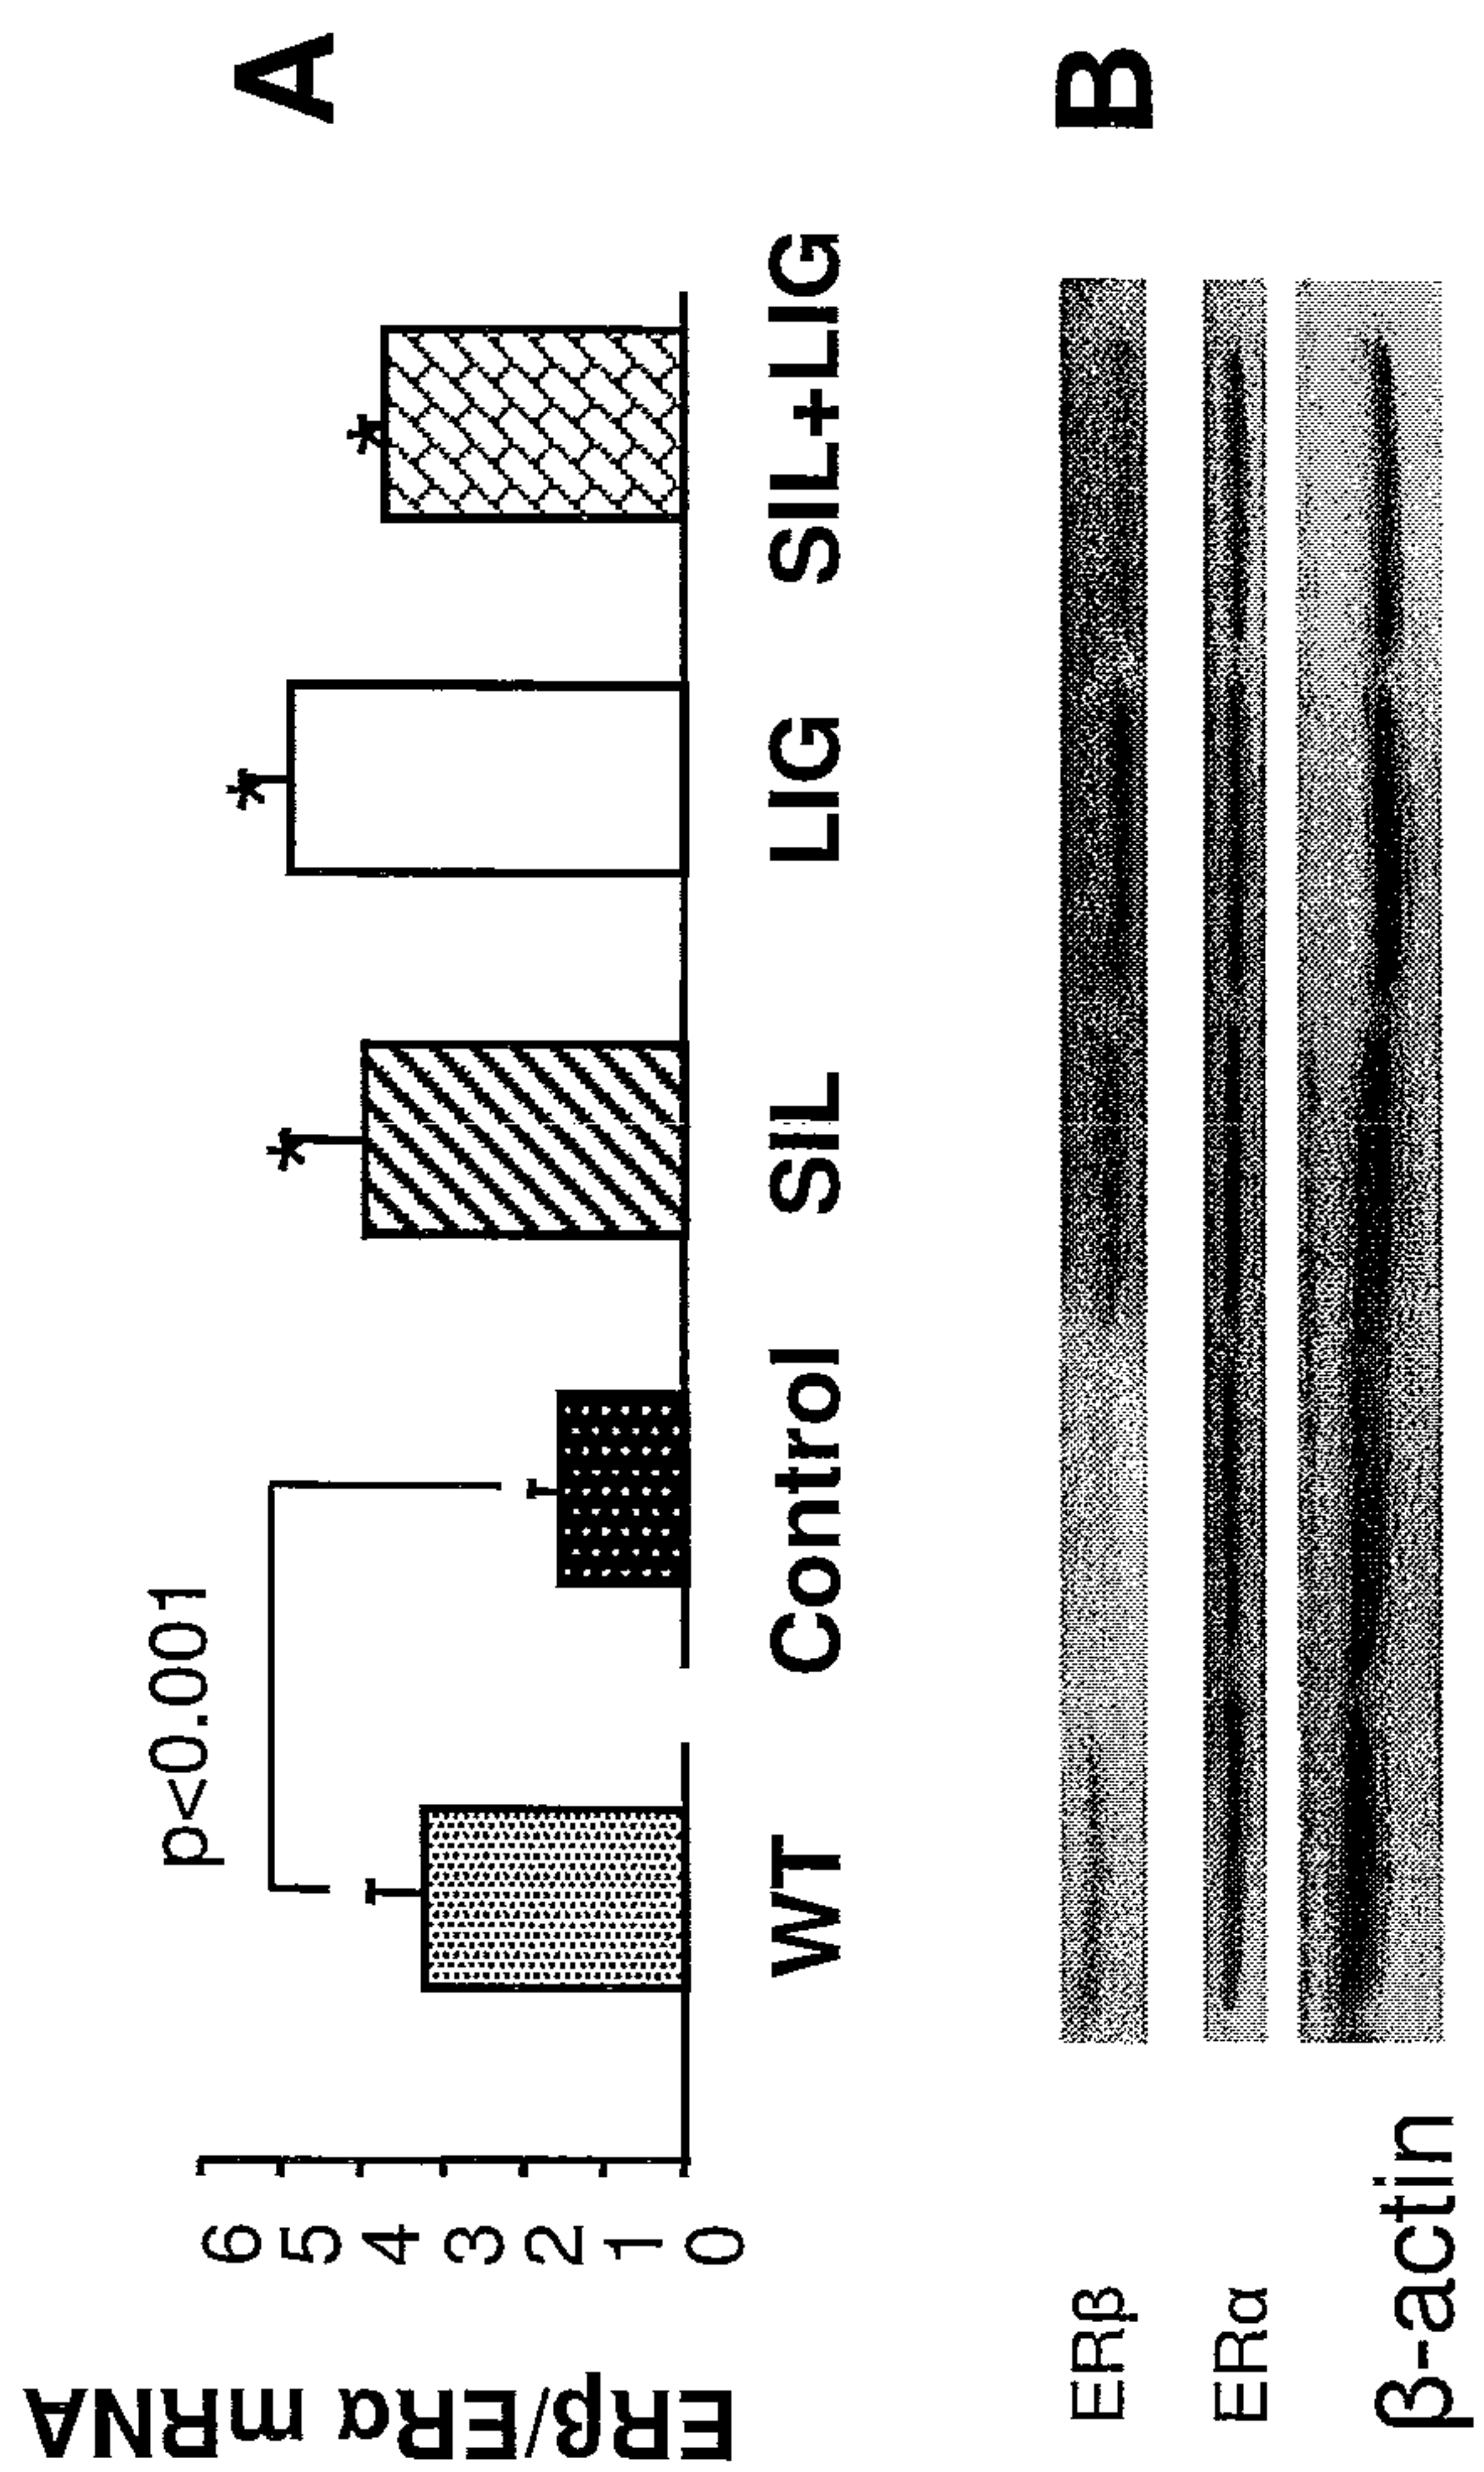 A
ERβ/ERα mRNA
6
5
4
3
2
1
0
p<0.001
*
*
*
WT Control SIL LIG SIL+LIG
B
ERβ
ERα
β-actin